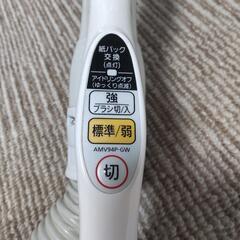 紙パック
交換
(点灯)
アイドリングオフ
(ゆっくり点滅)
強
ブラシ切/入
標準/弱
AMV94P-GW
切